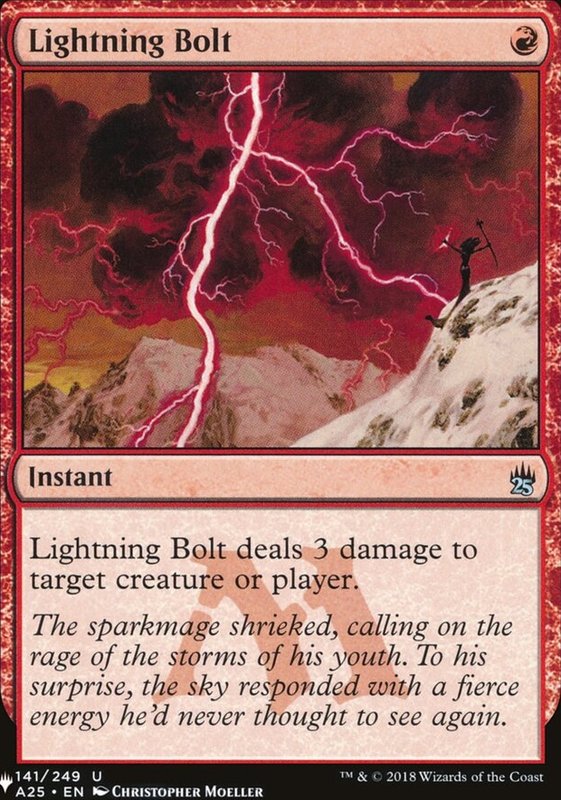 Lightning Bolt
Instant
25
Lightning Bolt deals 3 damage to
target creature or player.
The sparkmage shrieked, calling on the
rage of the storms of his youth. To his
surprise, the sky responded with a fierce
energy he'd never thought to see again.
141/249 U
A25 • EN Christopher Moeller
™ & © 2018 Wizards of the Coast